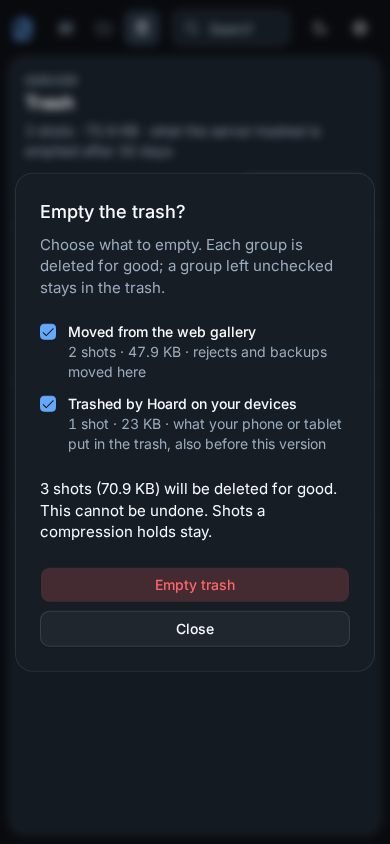 Search
Trash
Empty the trash?
Choose what to empty. Each group is
deleted for good; a group left unchecked
stays in the trash.
Moved from the web gallery
2 shots · 47.9 KB · rejects and backups
moved here
Trashed by Hoard on your devices
1 shot · 23 KB · what your phone or tablet
put in the trash, also before this version
3 shots (70.9 KB) will be deleted for good.
This cannot be undone. Shots a
compression holds stay.
Empty trash
Close